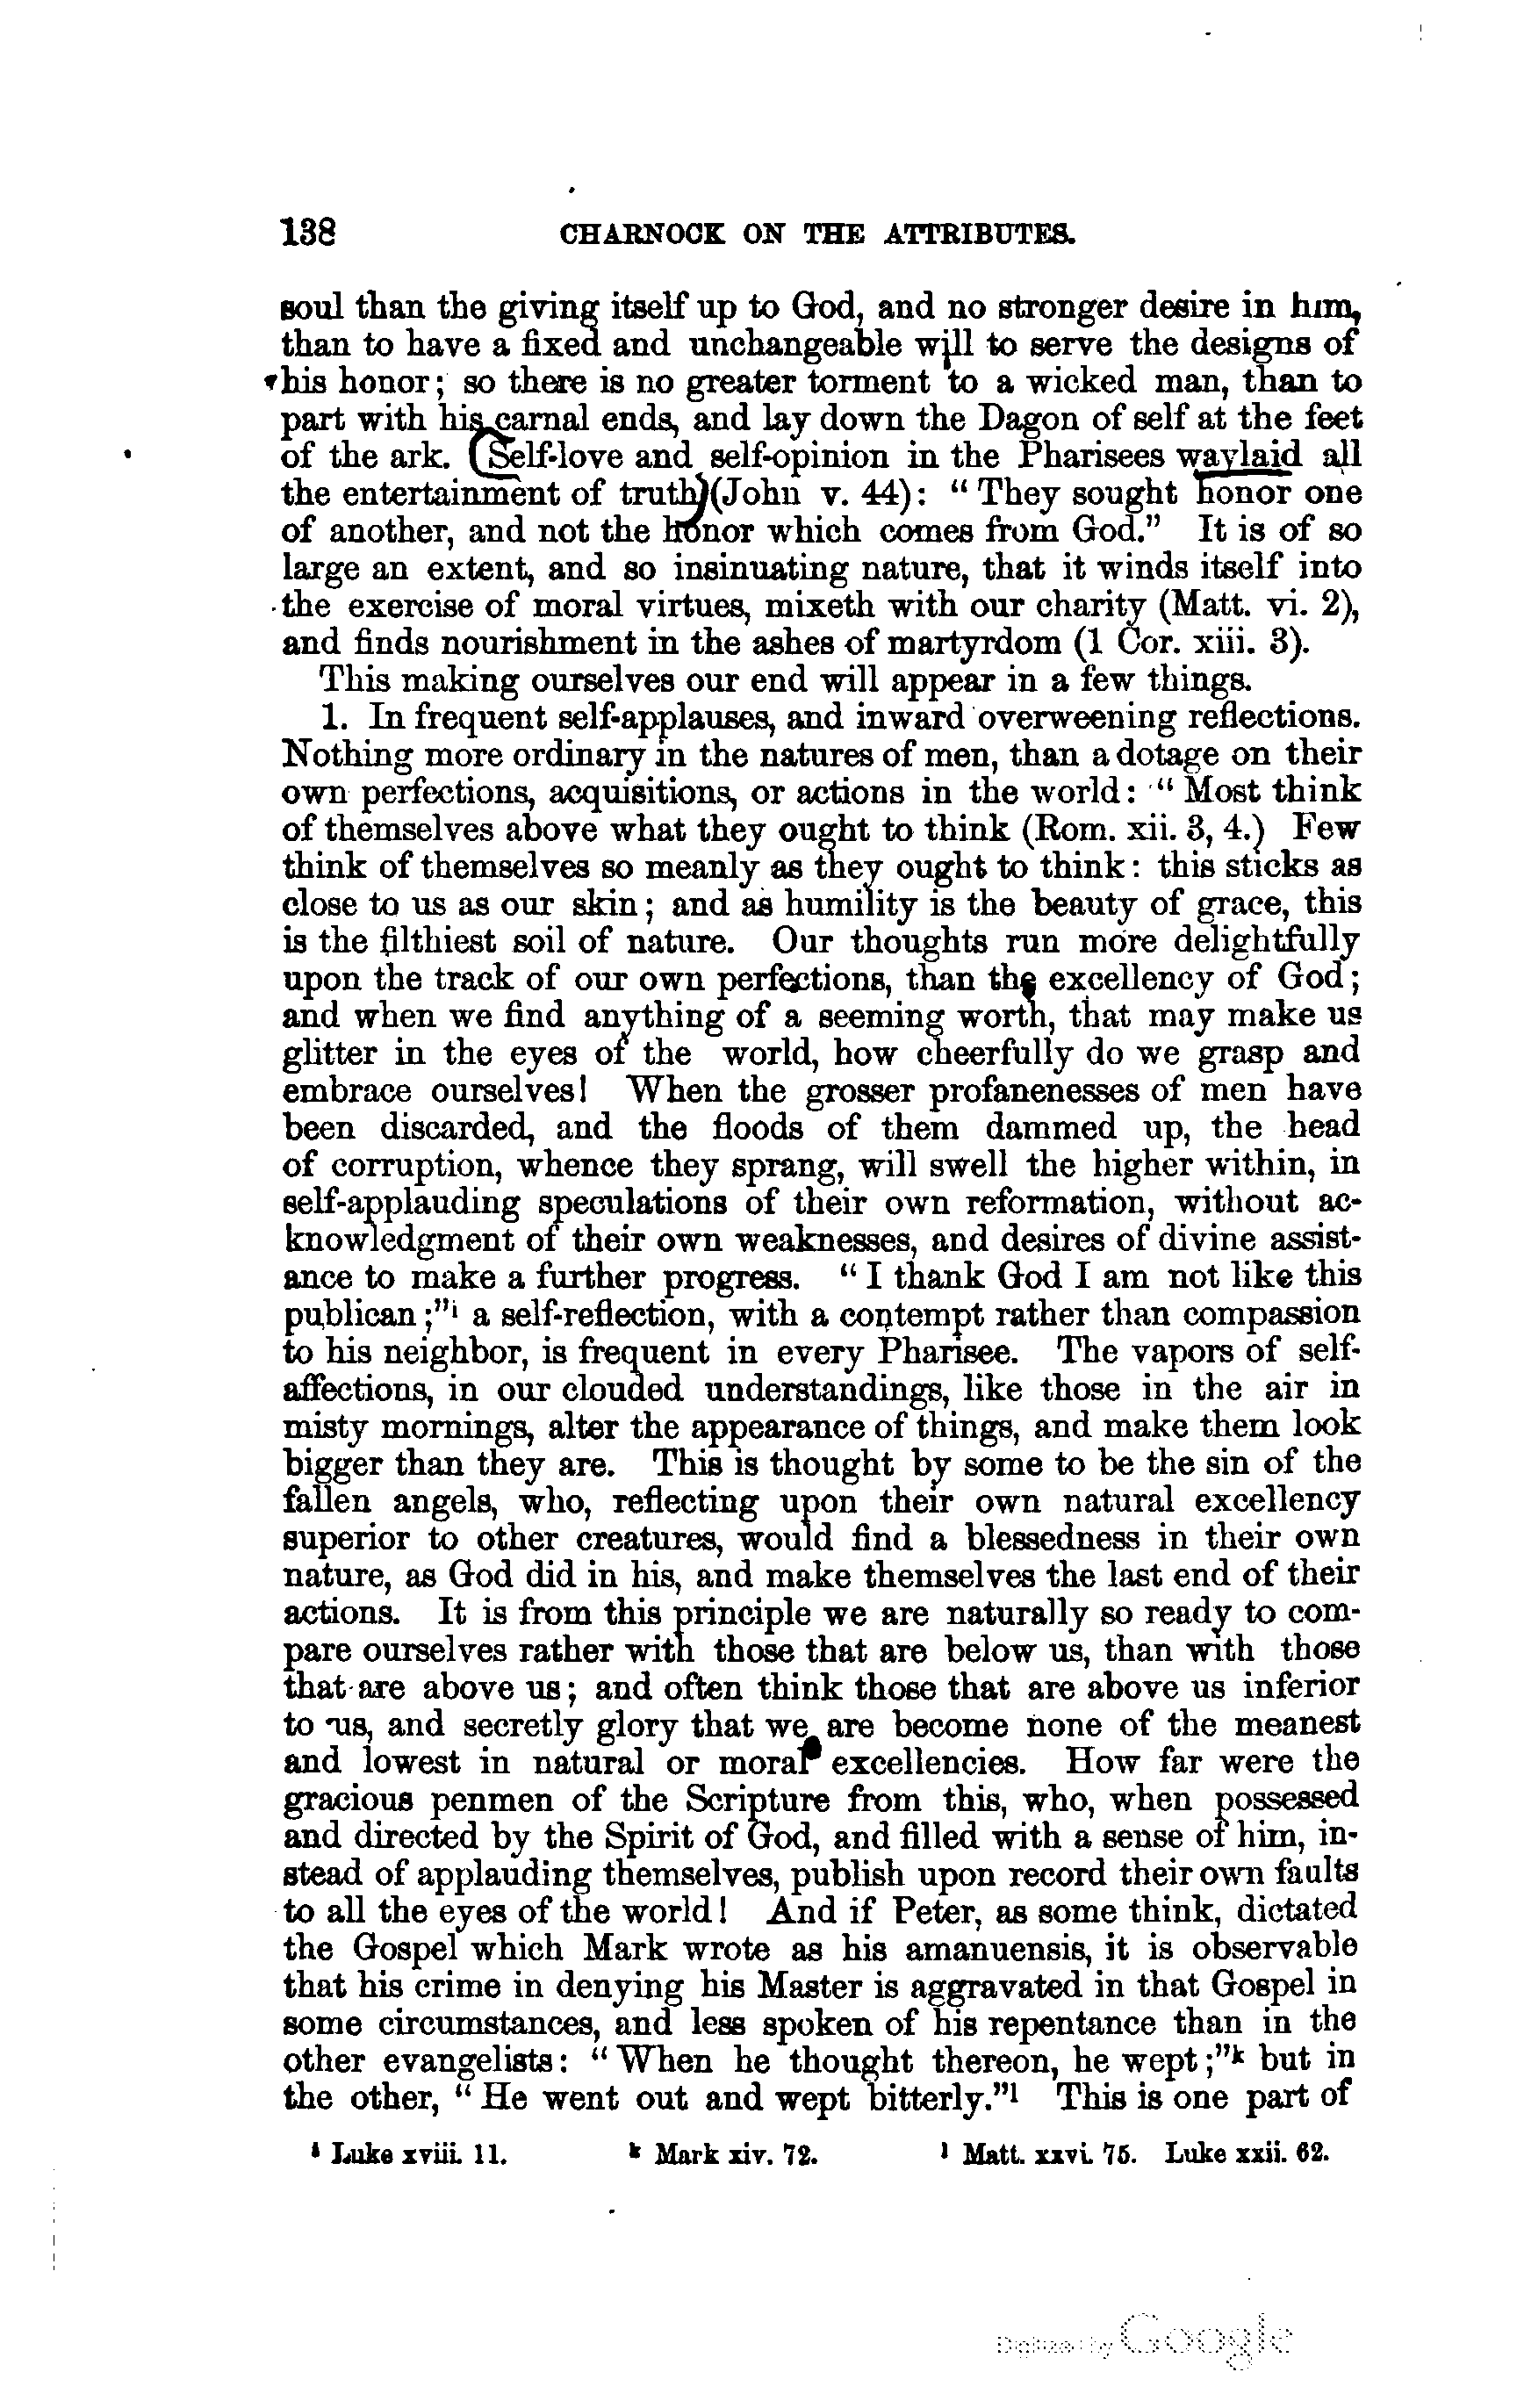 138 CHARNOCK ON THE ATTRIBUTES.
soul than the giving itself up to God, and no stronger desire in him,
than to have a fixed and unchangeable will to serve the designs of
his honor; so there is no greater torment to a wicked man, than to
part with his carnal ends, and lay down the Dagon of self at the feet
of the ark. (Self-love and self-opinion in the Pharisees waylaid all
the entertainment of truth)(John v. 44): “They sought honor one
of another, and not the honor which comes from God.” It is of so
large an extent, and so insinuating nature, that it winds itself into
the exercise of moral virtues, mixeth with our charity (Matt. vi. 2),
and finds nourishment in the ashes of martyrdom (1 Cor. xiii. 3).
This making ourselves our end will appear in a few things.
1. In frequent self-applauses, and inward overweening reflections.
Nothing more ordinary in the natures of men, than a dotage on their
own perfections, acquisitions, or actions in the world: “Most think
of themselves above what they ought to think (Rom. xii. 3, 4.) Few
think of themselves so meanly as they ought to think: this sticks as
close to us as our skin; and as humility is the beauty of grace, this
is the filthiest soil of nature. Our thoughts run more delightfully
upon the track of our own perfections, than the excellency of God;
and when we find anything of a seeming worth, that may make us
glitter in the eyes of the world, how cheerfully do we grasp and
embrace ourselves! When the grosser profanenesses of men have
been discarded, and the floods of them dammed up, the head
of corruption, whence they sprang, will swell the higher within, in
self-applauding speculations of their own reformation, without ac-
knowledgment of their own weaknesses, and desires of divine assist-
ance to make a further progress. “I thank God I am not like this
publican;”i a self-reflection, with a contempt rather than compassion
to his neighbor, is frequent in every Pharisee. The vapors of self-
affections, in our clouded understandings, like those in the air in
misty mornings, alter the appearance of things, and make them look
bigger than they are. This is thought by some to be the sin of the
fallen angels, who, reflecting upon their own natural excellency
superior to other creatures, would find a blessedness in their own
nature, as God did in his, and make themselves the last end of their
actions. It is from this principle we are naturally so ready to com-
pare ourselves rather with those that are below us, than with those
that are above us; and often think those that are above us inferior
to us, and secretly glory that we are become none of the meanest
and lowest in natural or moral excellencies. How far were the
gracious penmen of the Scripture from this, who, when possessed
and directed by the Spirit of God, and filled with a sense of him, in-
stead of applauding themselves, publish upon record their own faults
to all the eyes of the world! And if Peter, as some think, dictated
the Gospel which Mark wrote as his amanuensis, it is observable
that his crime in denying his Master is aggravated in that Gospel in
some circumstances, and less spoken of his repentance than in the
other evangelists: “When he thought thereon, he wept;”k but in
the other, “He went out and wept bitterly.”l This is one part of
i Luke xviii. 11. k Mark xiv. 72. l Matt. xxvi. 75. Luke xxii. 62.
Digitized by Google